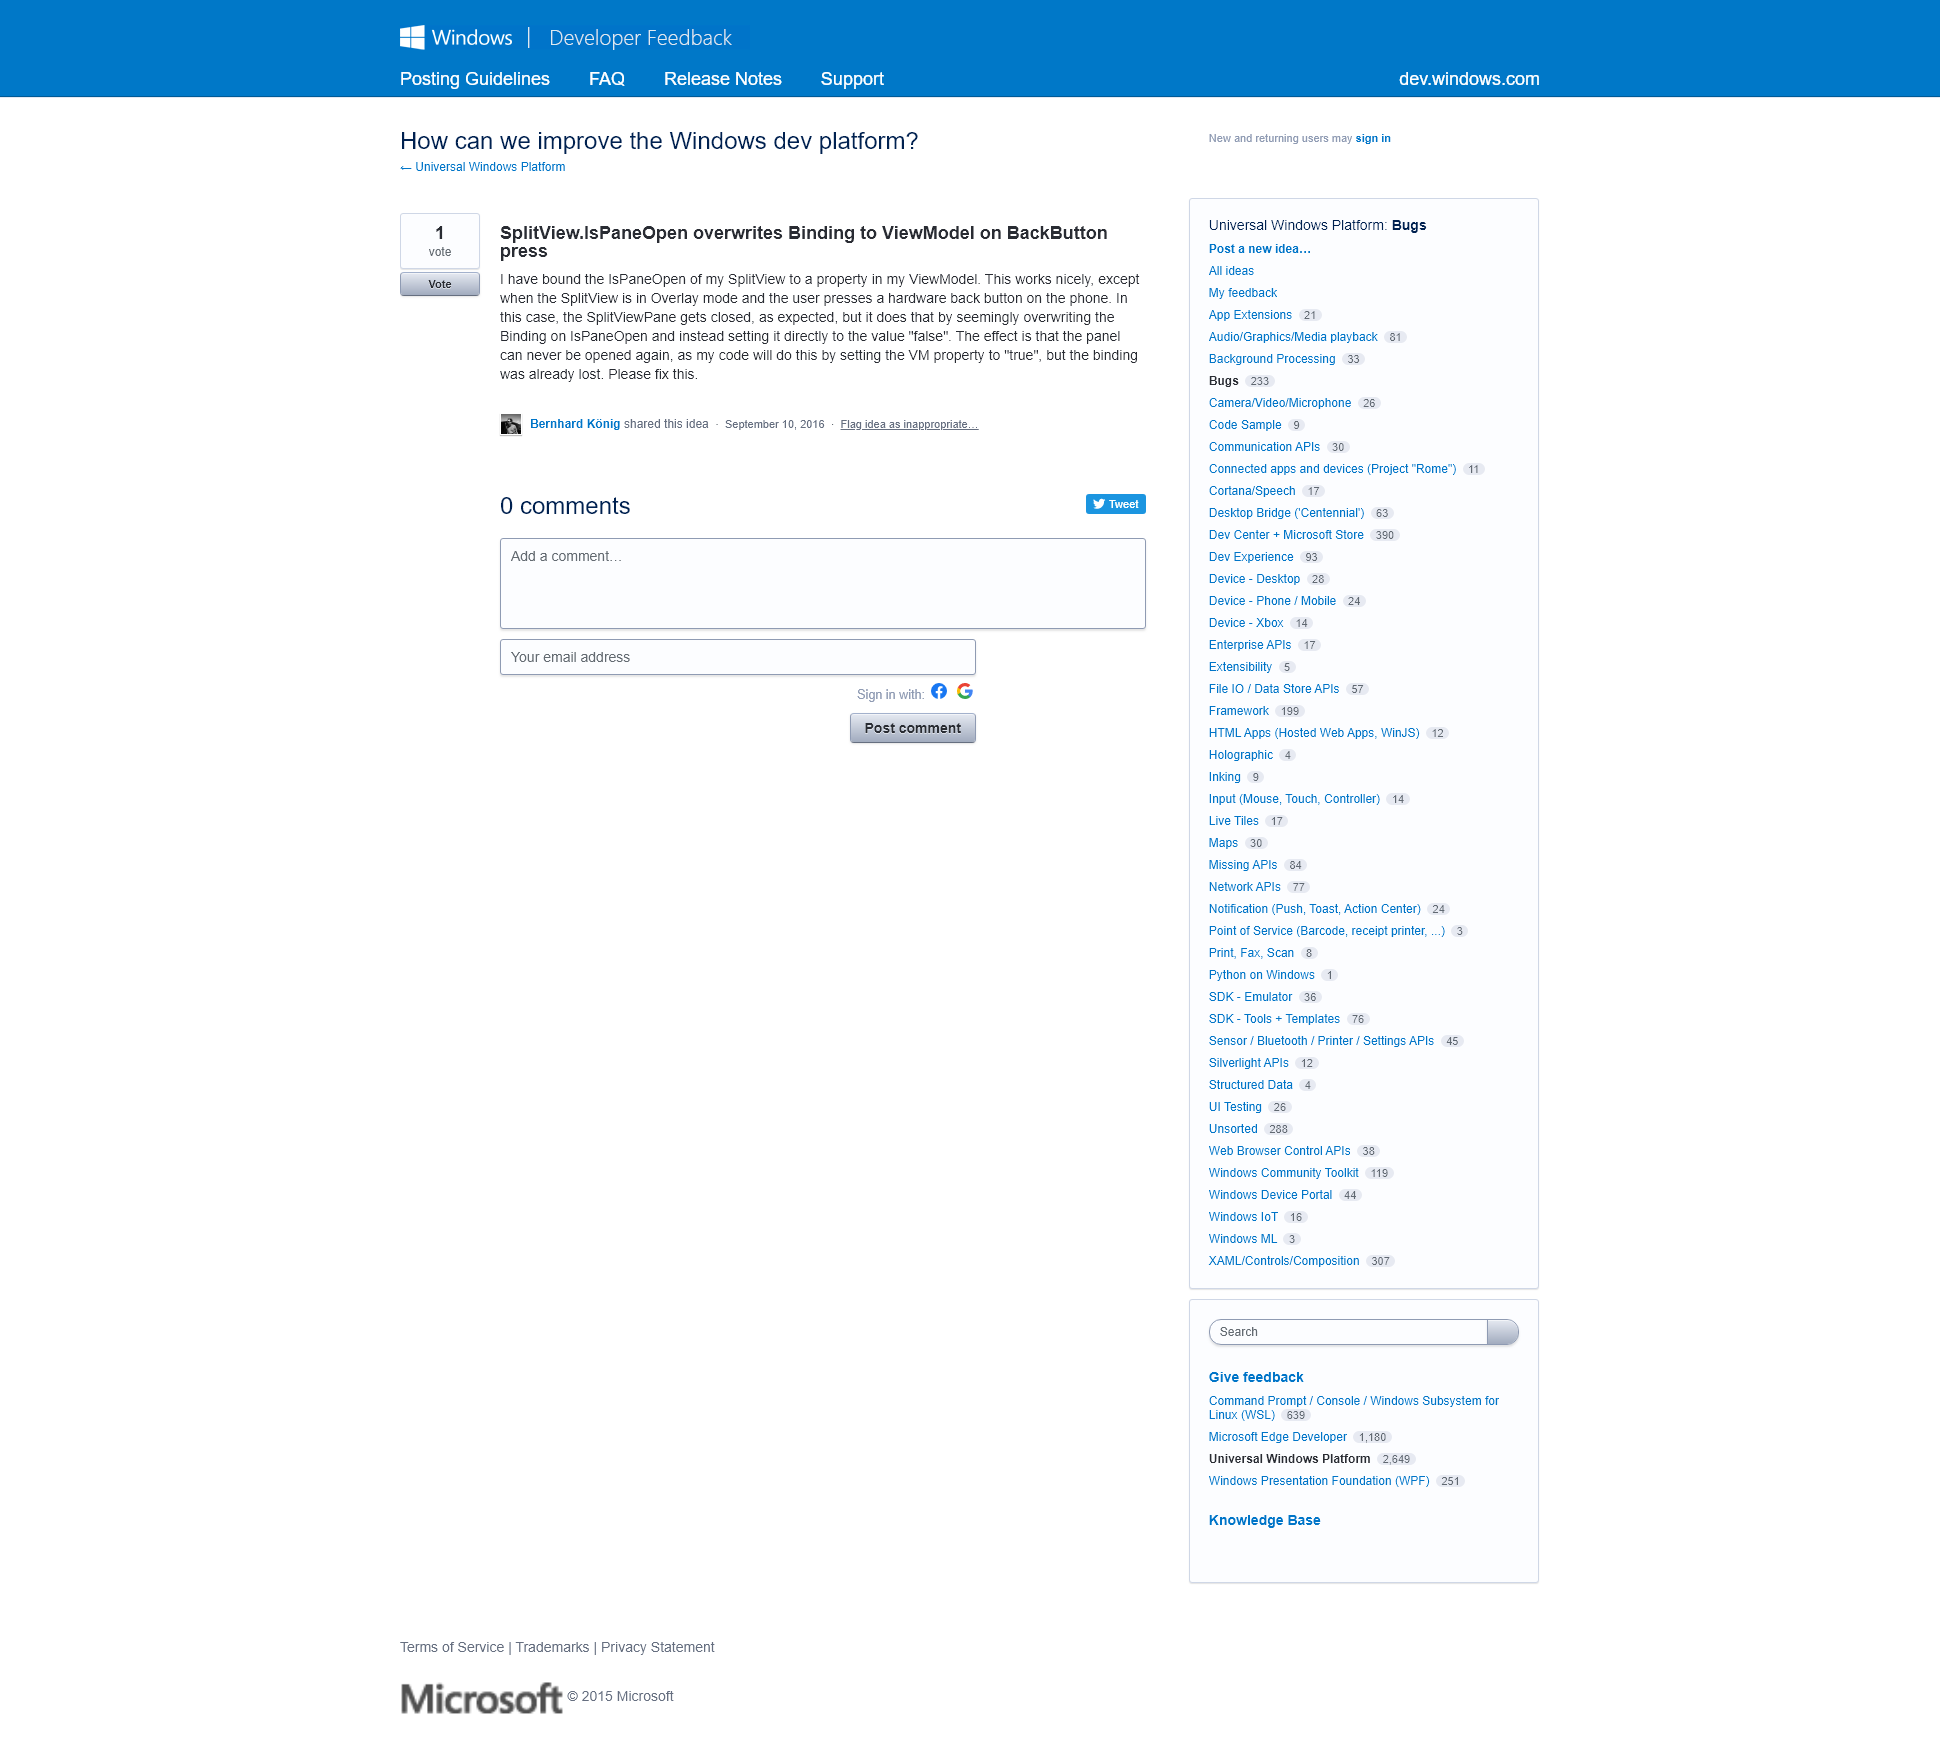 Windows | Developer Feedback
Posting Guidelines FAQ Release Notes Support dev.windows.com
How can we improve the Windows dev platform?
← Universal Windows Platform
New and returning users may sign in
1
vote
Vote
SplitView.IsPaneOpen overwrites Binding to ViewModel on BackButton
press
I have bound the IsPaneOpen of my SplitView to a property in my ViewModel. This works nicely, except
when the SplitView is in Overlay mode and the user presses a hardware back button on the phone. In
this case, the SplitViewPane gets closed, as expected, but it does that by seemingly overwriting the
Binding on IsPaneOpen and instead setting it directly to the value "false". The effect is that the panel
can never be opened again, as my code will do this by setting the VM property to "true", but the binding
was already lost. Please fix this.
Bernhard König shared this idea · September 10, 2016 · Flag idea as inappropriate…
0 comments
Tweet
Add a comment…
Your email address
Sign in with:
Post comment
Universal Windows Platform: Bugs
Post a new idea…
All ideas
My feedback
App Extensions 21
Audio/Graphics/Media playback 81
Background Processing 33
Bugs 233
Camera/Video/Microphone 26
Code Sample 9
Communication APIs 30
Connected apps and devices (Project "Rome") 11
Cortana/Speech 17
Desktop Bridge ('Centennial') 63
Dev Center + Microsoft Store 390
Dev Experience 93
Device - Desktop 28
Device - Phone / Mobile 24
Device - Xbox 14
Enterprise APIs 17
Extensibility 5
File IO / Data Store APIs 57
Framework 199
HTML Apps (Hosted Web Apps, WinJS) 12
Holographic 4
Inking 9
Input (Mouse, Touch, Controller) 14
Live Tiles 17
Maps 30
Missing APIs 84
Network APIs 77
Notification (Push, Toast, Action Center) 24
Point of Service (Barcode, receipt printer, ...) 3
Print, Fax, Scan 8
Python on Windows 1
SDK - Emulator 36
SDK - Tools + Templates 76
Sensor / Bluetooth / Printer / Settings APIs 45
Silverlight APIs 12
Structured Data 4
UI Testing 26
Unsorted 288
Web Browser Control APIs 38
Windows Community Toolkit 119
Windows Device Portal 44
Windows IoT 16
Windows ML 3
XAML/Controls/Composition 307
Search
Give feedback
Command Prompt / Console / Windows Subsystem for
Linux (WSL) 639
Microsoft Edge Developer 1,180
Universal Windows Platform 2,649
Windows Presentation Foundation (WPF) 251
Knowledge Base
Terms of Service | Trademarks | Privacy Statement
Microsoft © 2015 Microsoft